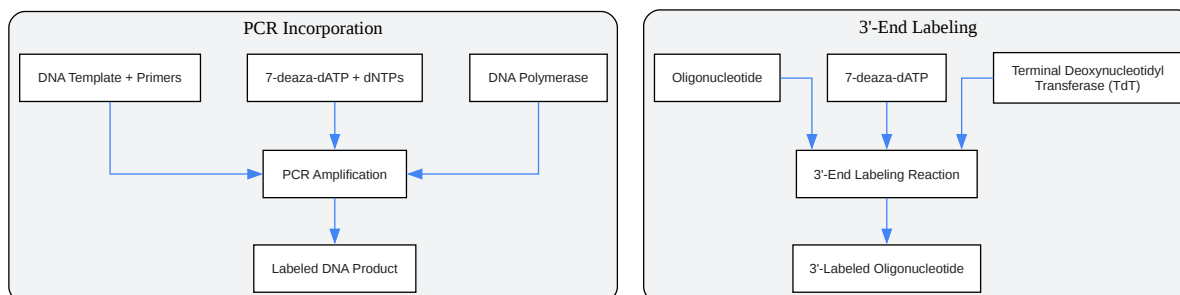 PCR Incorporation
DNA Template + Primers
7-deaza-dATP + dNTPs
DNA Polymerase
PCR Amplification
Labeled DNA Product
3'-End Labeling
Oligonucleotide
7-deaza-dATP
Terminal Deoxynucleotidyl
Transferase (TdT)
3'-End Labeling Reaction
3'-Labeled Oligonucleotide